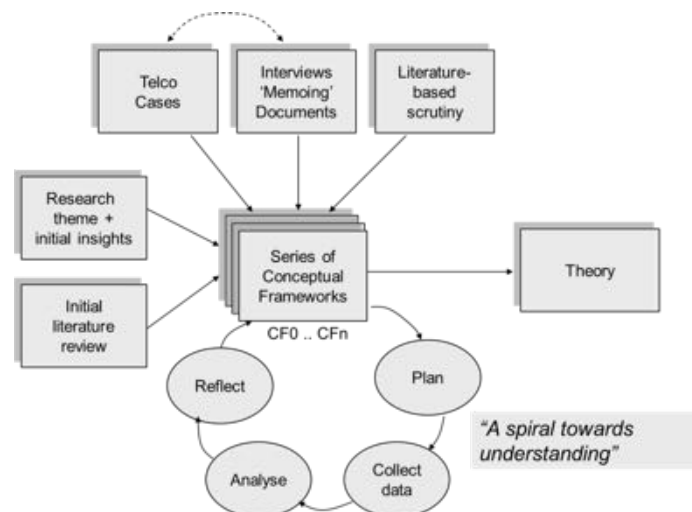 Telco
Cases
Interviews
‘Memoing’
Documents
Literature-
based
scrutiny
Research
theme +
initial insights
Initial
literature
review
Series of
Conceptual
Frameworks
CF0 .. CFn
Theory
Plan
Collect
data
Analyse
Reflect
“A spiral towards
understanding”